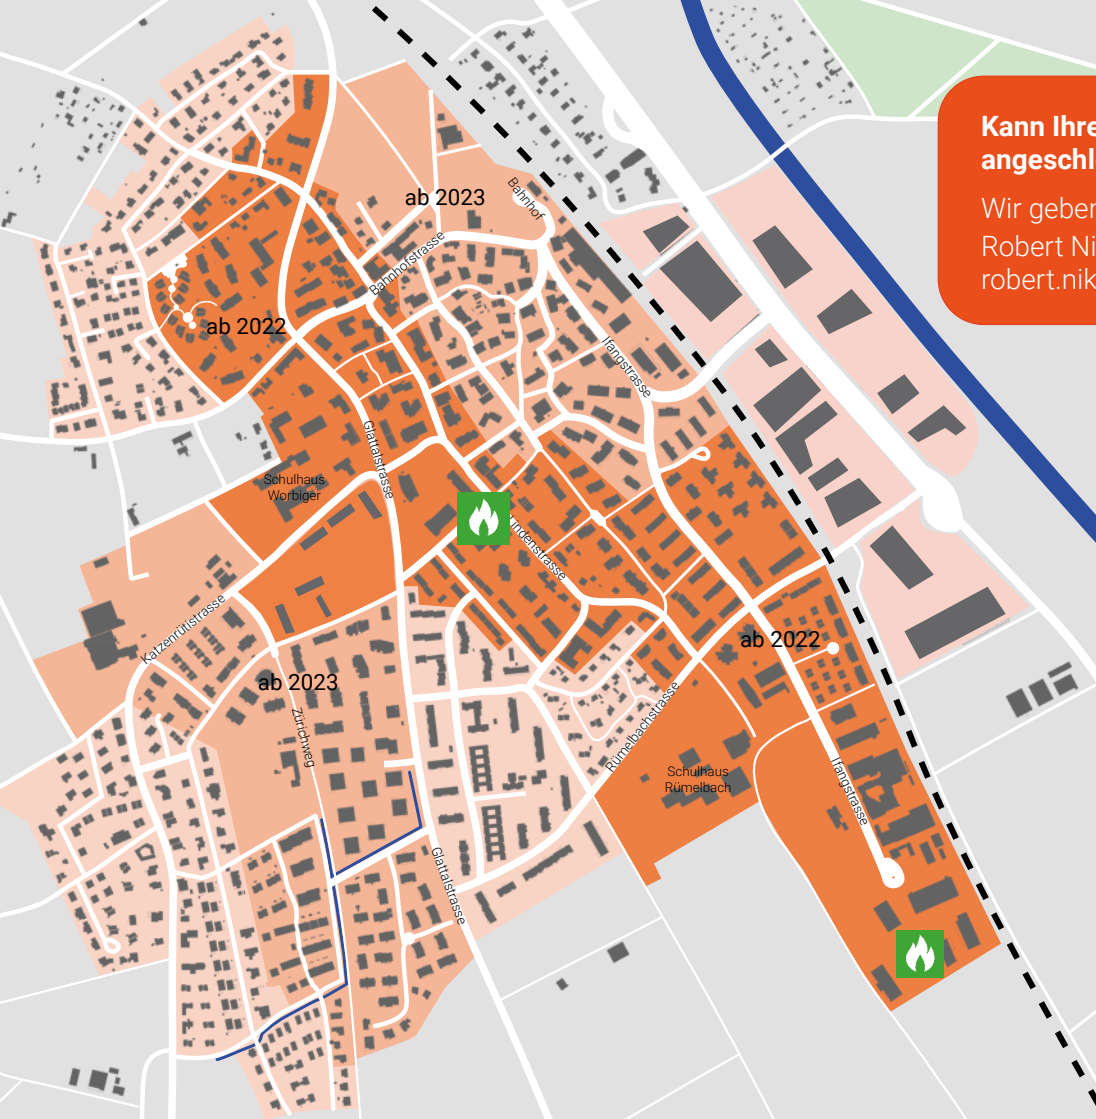 Kann Ihre
angeschl
Wir geber
Robert Ni
robert.nik
Bahnhof
ab 2023
Bahnhofstrasse
ab 2022
Ifangstrasse
Glattalstrasse
Schulhaus
Worbiger
Lindenstrasse
Katzenrütistrasse
ab 2022
ab 2023
Zürichweg
Rümelbachstrasse
Schulhaus
Rümelbach
Ifangstrasse
Glattalstrasse